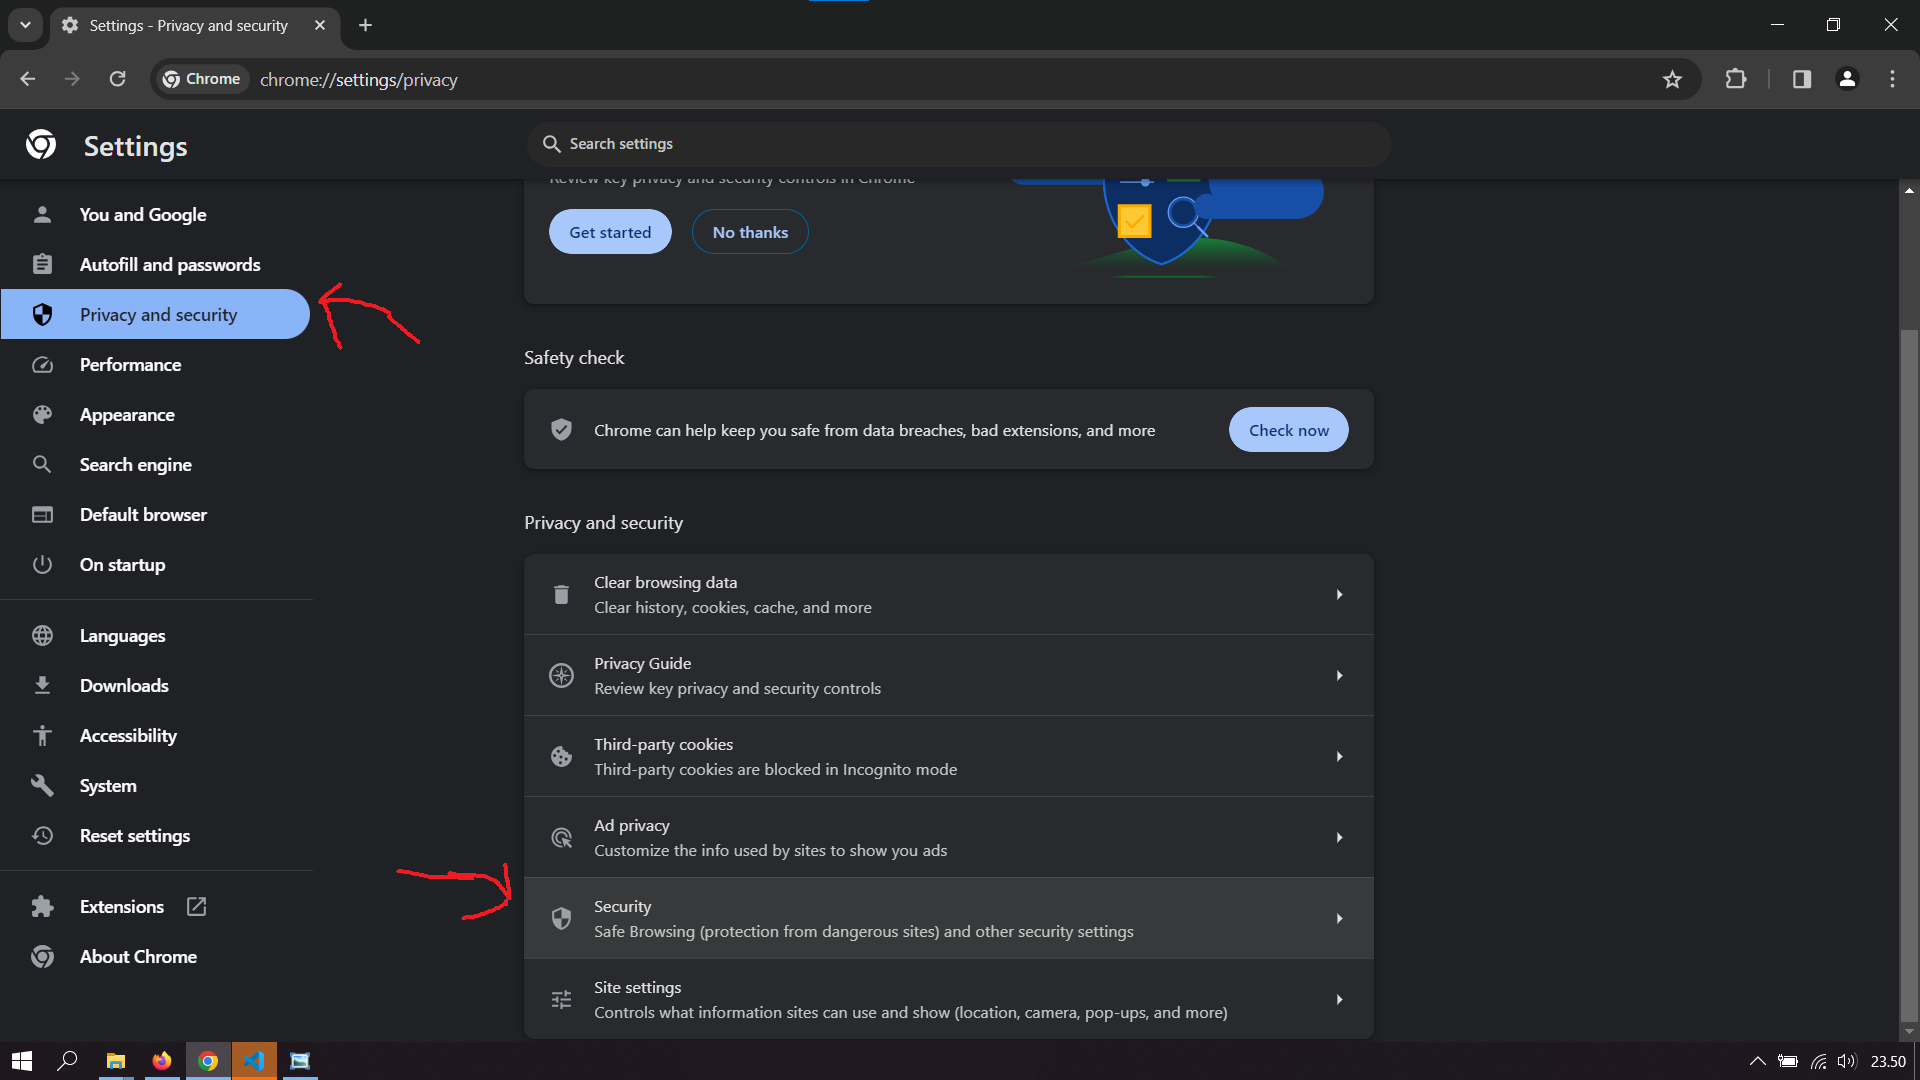 Settings - Privacy and security
Chrome
chrome://settings/privacy
Settings
Search settings
You and Google
Autofill and passwords
Privacy and security
Performance
Appearance
Search engine
Default browser
On startup
Languages
Downloads
Accessibility
System
Reset settings
Extensions
About Chrome
Review key privacy and security controls in Chrome
Get started
No thanks
Safety check
Chrome can help keep you safe from data breaches, bad extensions, and more
Check now
Privacy and security
Clear browsing data
Clear history, cookies, cache, and more
Privacy Guide
Review key privacy and security controls
Third-party cookies
Third-party cookies are blocked in Incognito mode
Ad privacy
Customize the info used by sites to show you ads
Security
Safe Browsing (protection from dangerous sites) and other security settings
Site settings
Controls what information sites can use and show (location, camera, pop-ups, and more)
23.50